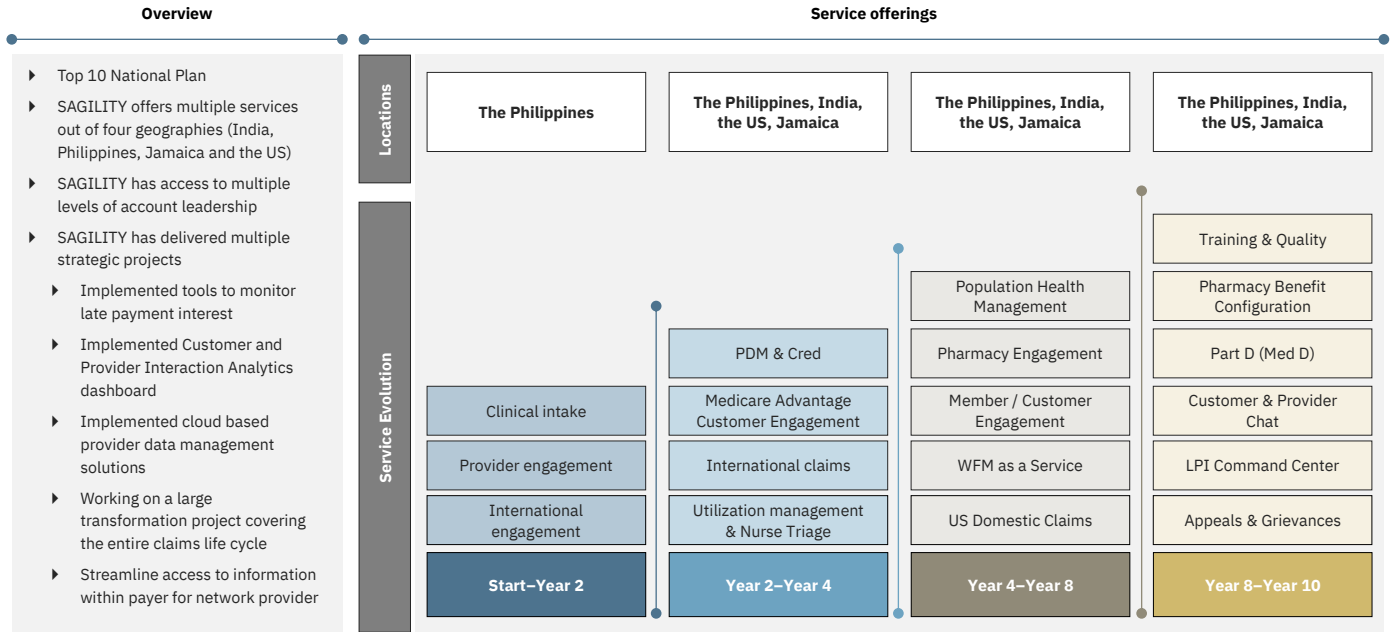 Overview
Service offerings
Top 10 National Plan
SAGILITY offers multiple services
out of four geographies (India,
Philippines, Jamaica and the US)
SAGILITY has access to multiple
levels of account leadership
SAGILITY has delivered multiple
strategic projects
Implemented tools to monitor
late payment interest
Implemented Customer and
Provider Interaction Analytics
dashboard
Implemented cloud based
provider data management
solutions
Working on a large
transformation project covering
the entire claims life cycle
Streamline access to information
within payer for network provider
Locations
The Philippines
The Philippines, India,
the US, Jamaica
The Philippines, India,
the US, Jamaica
The Philippines, India,
the US, Jamaica
Service Evolution
Clinical intake
Provider engagement
International
engagement
Start–Year 2
PDM & Cred
Medicare Advantage
Customer Engagement
International claims
Utilization management
& Nurse Triage
Year 2–Year 4
Population Health
Management
Pharmacy Engagement
Member / Customer
Engagement
WFM as a Service
US Domestic Claims
Year 4–Year 8
Training & Quality
Pharmacy Benefit
Configuration
Part D (Med D)
Customer & Provider
Chat
LPI Command Center
Appeals & Grievances
Year 8–Year 10